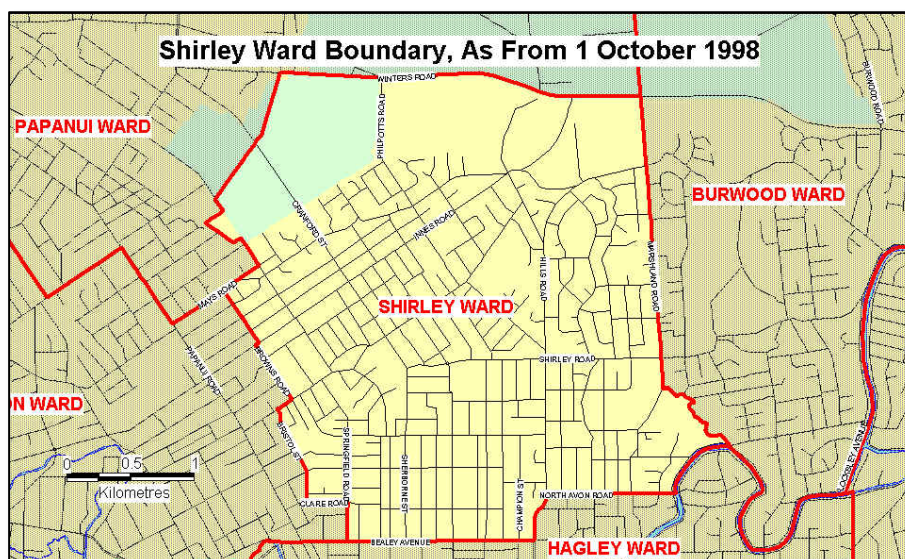 Shirley Ward Boundary, As From 1 October 1998
WINTERS ROAD
BURWOOD ROAD
PAPANUI WARD
PHILPOTTS ROAD
BURWOOD WARD
CRANFORD ST
INNES ROAD
MARSHLAND ROAD
HILLS ROAD
MAYS ROAD
SHIRLEY WARD
PAPANUI ROAD
BROWNS ROAD
SHIRLEY ROAD
ON WARD
BRISTOL ST
SPRINGFIELD ROAD
SHERBORNE ST
LOCKSLEY AVENUE
0 0.5 1
Kilometres
CLARE ROAD
CHAMPION ST
NORTH AVON ROAD
BEALEY AVENUE
HAGLEY WARD